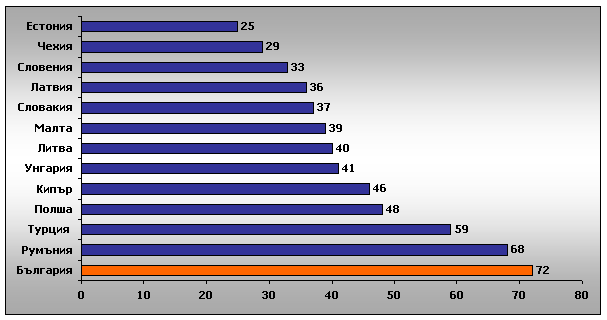 Естония 25
Чехия 29
Словения 33
Латвия 36
Словакия 37
Малта 39
Литва 40
Унгария 41
Кипър 46
Полша 48
Турция 59
Румъния 68
България 72
0 10 20 30 40 50 60 70 80